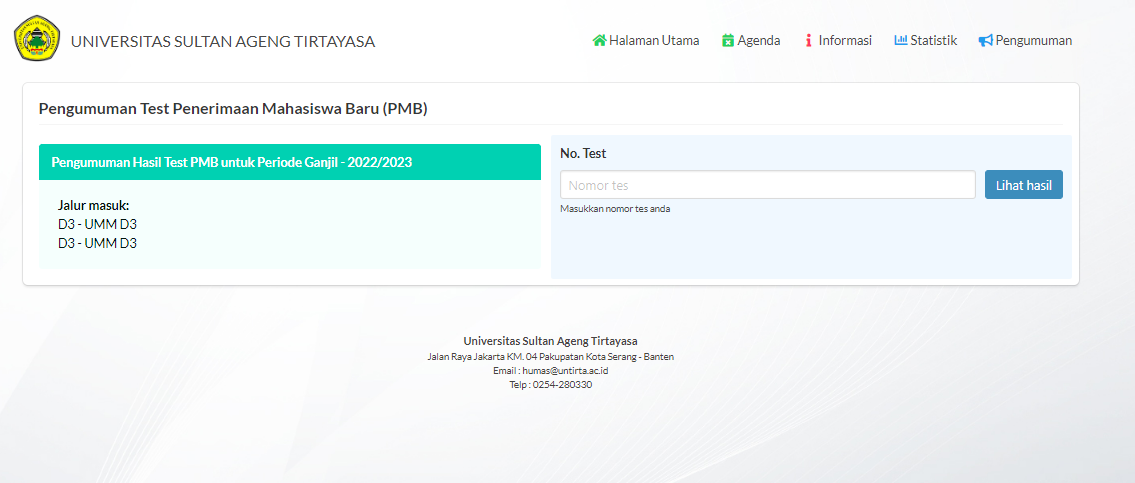 UNIVERSITAS SULTAN AGENG TIRTAYASA
Halaman Utama
Agenda
Informasi
Statistik
Pengumuman
Pengumuman Test Penerimaan Mahasiswa Baru (PMB)
Pengumuman Hasil Test PMB untuk Periode Ganjil - 2022/2023
Jalur masuk:
D3 - UMM D3
D3 - UMM D3
No. Test
Nomor tes
Lihat hasil
Masukkan nomor tes anda
Universitas Sultan Ageng Tirtayasa
Jalan Raya Jakarta KM. 04 Pakupatan Kota Serang - Banten
Email : humas@untirta.ac.id
Telp : 0254-280330